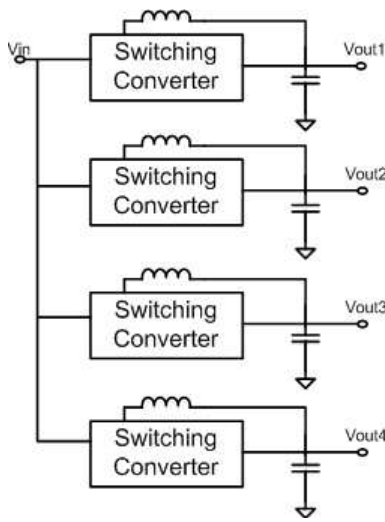 Vin
Switching
Converter
Vout1
Switching
Converter
Vout2
Switching
Converter
Vout3
Switching
Converter
Vout4